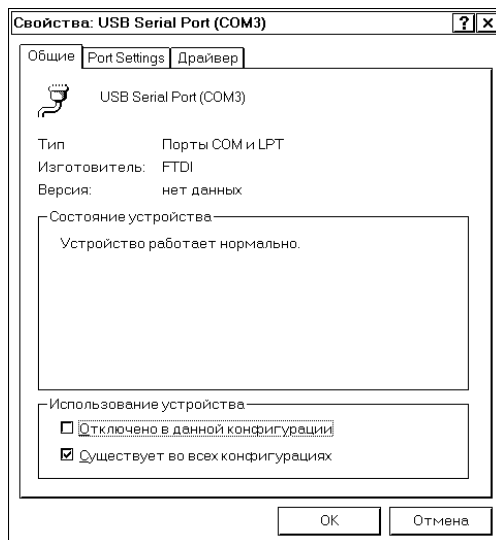 Свойства: USB Serial Port (COM3) ? ×
Общие Port Settings Драйвер
USB Serial Port (COM3)
Тип Порты COM и LPT
Изготовитель: FTDI
Версия: нет данных
Состояние устройства
Устройство работает нормально.
Использование устройства
Отключено в данной конфигурации
Существует во всех конфигурациях
OK Отмена